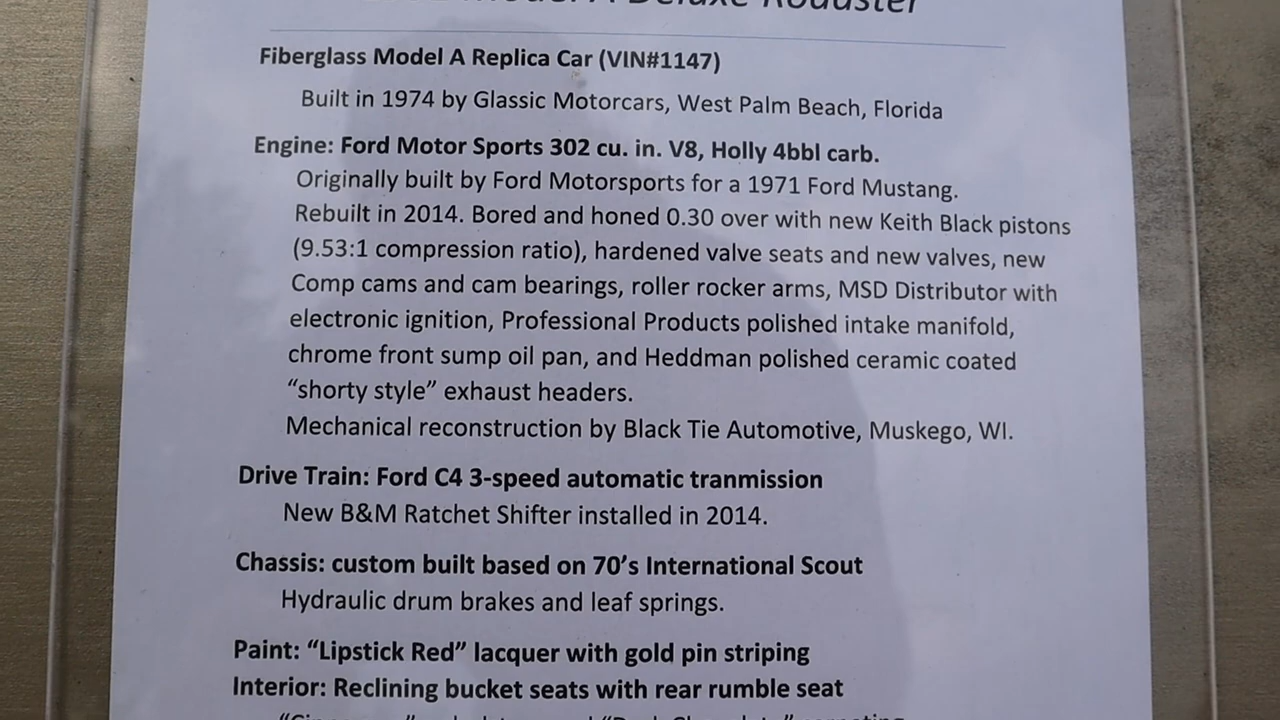 Model A Deluxe Roadster
Fiberglass Model A Replica Car (VIN#1147)
Built in 1974 by Glassic Motorcars, West Palm Beach, Florida
Engine: Ford Motor Sports 302 cu. in. V8, Holly 4bbl carb.
Originally built by Ford Motorsports for a 1971 Ford Mustang.
Rebuilt in 2014. Bored and honed 0.30 over with new Keith Black pistons
(9.53:1 compression ratio), hardened valve seats and new valves, new
Comp cams and cam bearings, roller rocker arms, MSD Distributor with
electronic ignition, Professional Products polished intake manifold,
chrome front sump oil pan, and Heddman polished ceramic coated
“shorty style” exhaust headers.
Mechanical reconstruction by Black Tie Automotive, Muskego, WI.
Drive Train: Ford C4 3-speed automatic tranmission
New B&M Ratchet Shifter installed in 2014.
Chassis: custom built based on 70’s International Scout
Hydraulic drum brakes and leaf springs.
Paint: “Lipstick Red” lacquer with gold pin striping
Interior: Reclining bucket seats with rear rumble seat